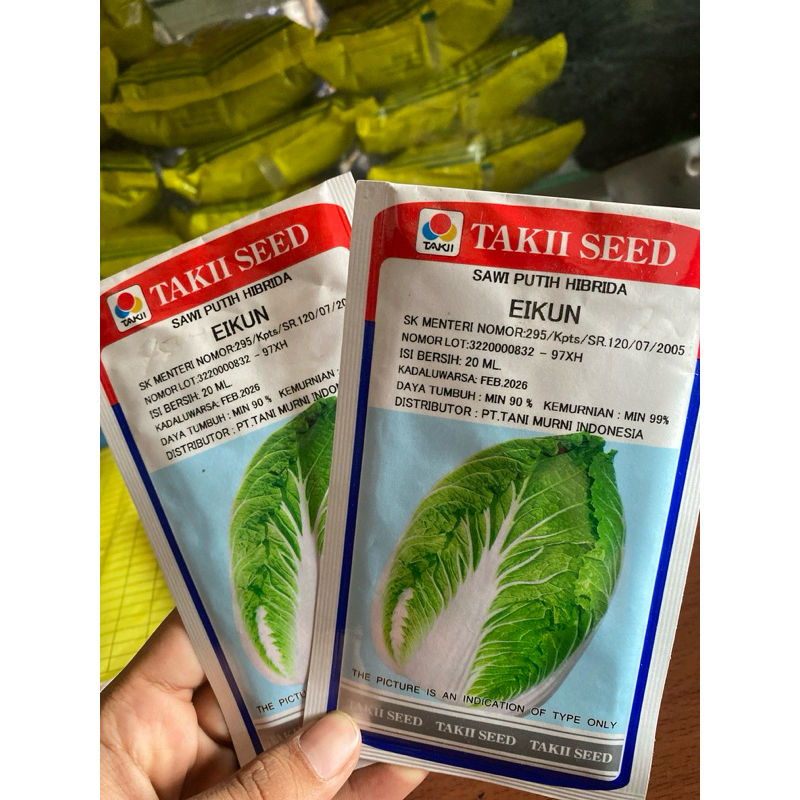 TAKII
TAKII SEED
SAWI PUTIH HIBRIDA
EIKUN
SK MENTERI NOMOR:295/Kpts/SR.120/07/20
NOMOR LOT:3220000832 - 97XH
ISI BERSIH: 20 ML.
KADALUWARSA: FEB.2026
DAYA TUMBUH : MIN 90 % KEMURNIAN :
DISTRIBUTOR : PT.TANI MURNI INDON
THE PICTU
TAKII SEED
TAKII
TAKII SEED
SAWI PUTIH HIBRIDA
EIKUN
SK MENTERI NOMOR:295/Kpts/SR.120/07/2005
NOMOR LOT:3220000832 - 97XH
ISI BERSIH: 20 ML.
KADALUWARSA: FEB.2026
DAYA TUMBUH : MIN 90 % KEMURNIAN : MIN 99%
DISTRIBUTOR : PT.TANI MURNI INDONESIA
THE PICTURE IS AN INDICATION OF TYPE ONLY
TAKII SEED TAKII SEED TAKII SEED